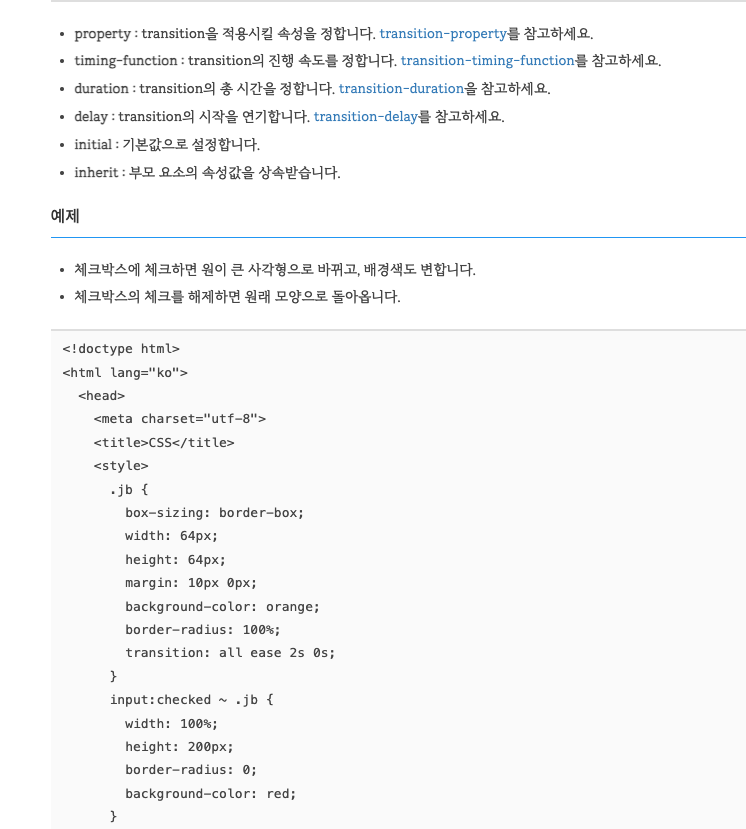 • property : transition을 적용시킬 속성을 정합니다. transition-property를 참고하세요.
• timing-function : transition의 진행 속도를 정합니다. transition-timing-function를 참고하세요.
• duration : transition의 총 시간을 정합니다. transition-duration을 참고하세요.
• delay : transition의 시작을 연기합니다. transition-delay를 참고하세요.
• initial : 기본값으로 설정합니다.
• inherit : 부모 요소의 속성값을 상속받습니다.
예제
• 체크박스에 체크하면 원이 큰 사각형으로 바뀌고, 배경색도 변합니다.
• 체크박스의 체크를 해제하면 원래 모양으로 돌아옵니다.
<!doctype html>
<html lang="ko">
  <head>
    <meta charset="utf-8">
    <title>CSS</title>
    <style>
      .jb {
        box-sizing: border-box;
        width: 64px;
        height: 64px;
        margin: 10px 0px;
        background-color: orange;
        border-radius: 100%;
        transition: all ease 2s 0s;
      }
      input:checked ~ .jb {
        width: 100%;
        height: 200px;
        border-radius: 0;
        background-color: red;
      }